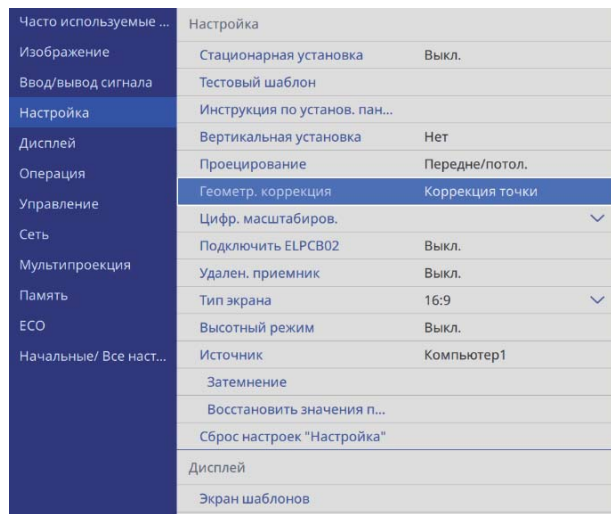 Часто используемые ...
Изображение
Ввод/вывод сигнала
Настройка
Дисплей
Операция
Управление
Сеть
Мультипроекция
Память
ECO
Начальные/ Все наст...
Настройка
Стационарная установка Выкл.
Тестовый шаблон
Инструкция по установ. пан...
Вертикальная установка Нет
Проецирование Передне/потол.
Геометр. коррекция Коррекция точки
Цифр. масштабиров.
Подключить ELPCB02 Выкл.
Удален. приемник Выкл.
Тип экрана 16:9
Высотный режим Выкл.
Источник Компьютер1
Затемнение
Восстановить значения п...
Сброс настроек "Настройка"
Дисплей
Экран шаблонов